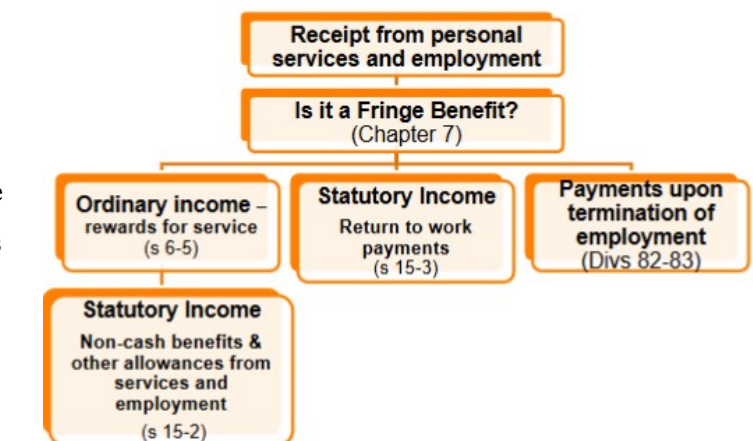 Receipt from personal
services and employment
Is it a Fringe Benefit?
(Chapter 7)
Ordinary income –
rewards for service
(s 6-5)
Statutory Income
Return to work
payments
(s 15-3)
Payments upon
termination of
employment
(Divs 82-83)
Statutory Income
Non-cash benefits &
other allowances from
services and
employment
(s 15-2)